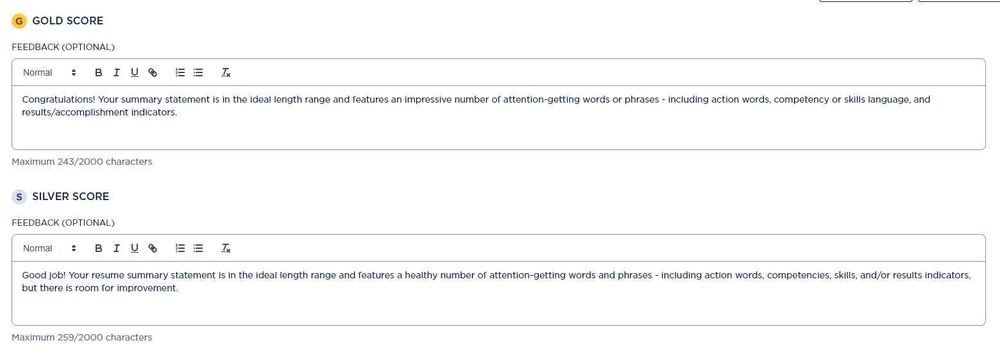 G GOLD SCORE
FEEDBACK (OPTIONAL)
Normal B I U Tx
Congratulations! Your summary statement is in the ideal length range and features an impressive number of attention-getting words or phrases - including action words, competency or skills language, and
results/accomplishment indicators.
Maximum 243/2000 characters
S SILVER SCORE
FEEDBACK (OPTIONAL)
Normal B I U Tx
Good job! Your resume summary statement is in the ideal length range and features a healthy number of attention-getting words and phrases - including action words, competencies, skills, and/or results indicators,
but there is room for improvement.
Maximum 259/2000 characters